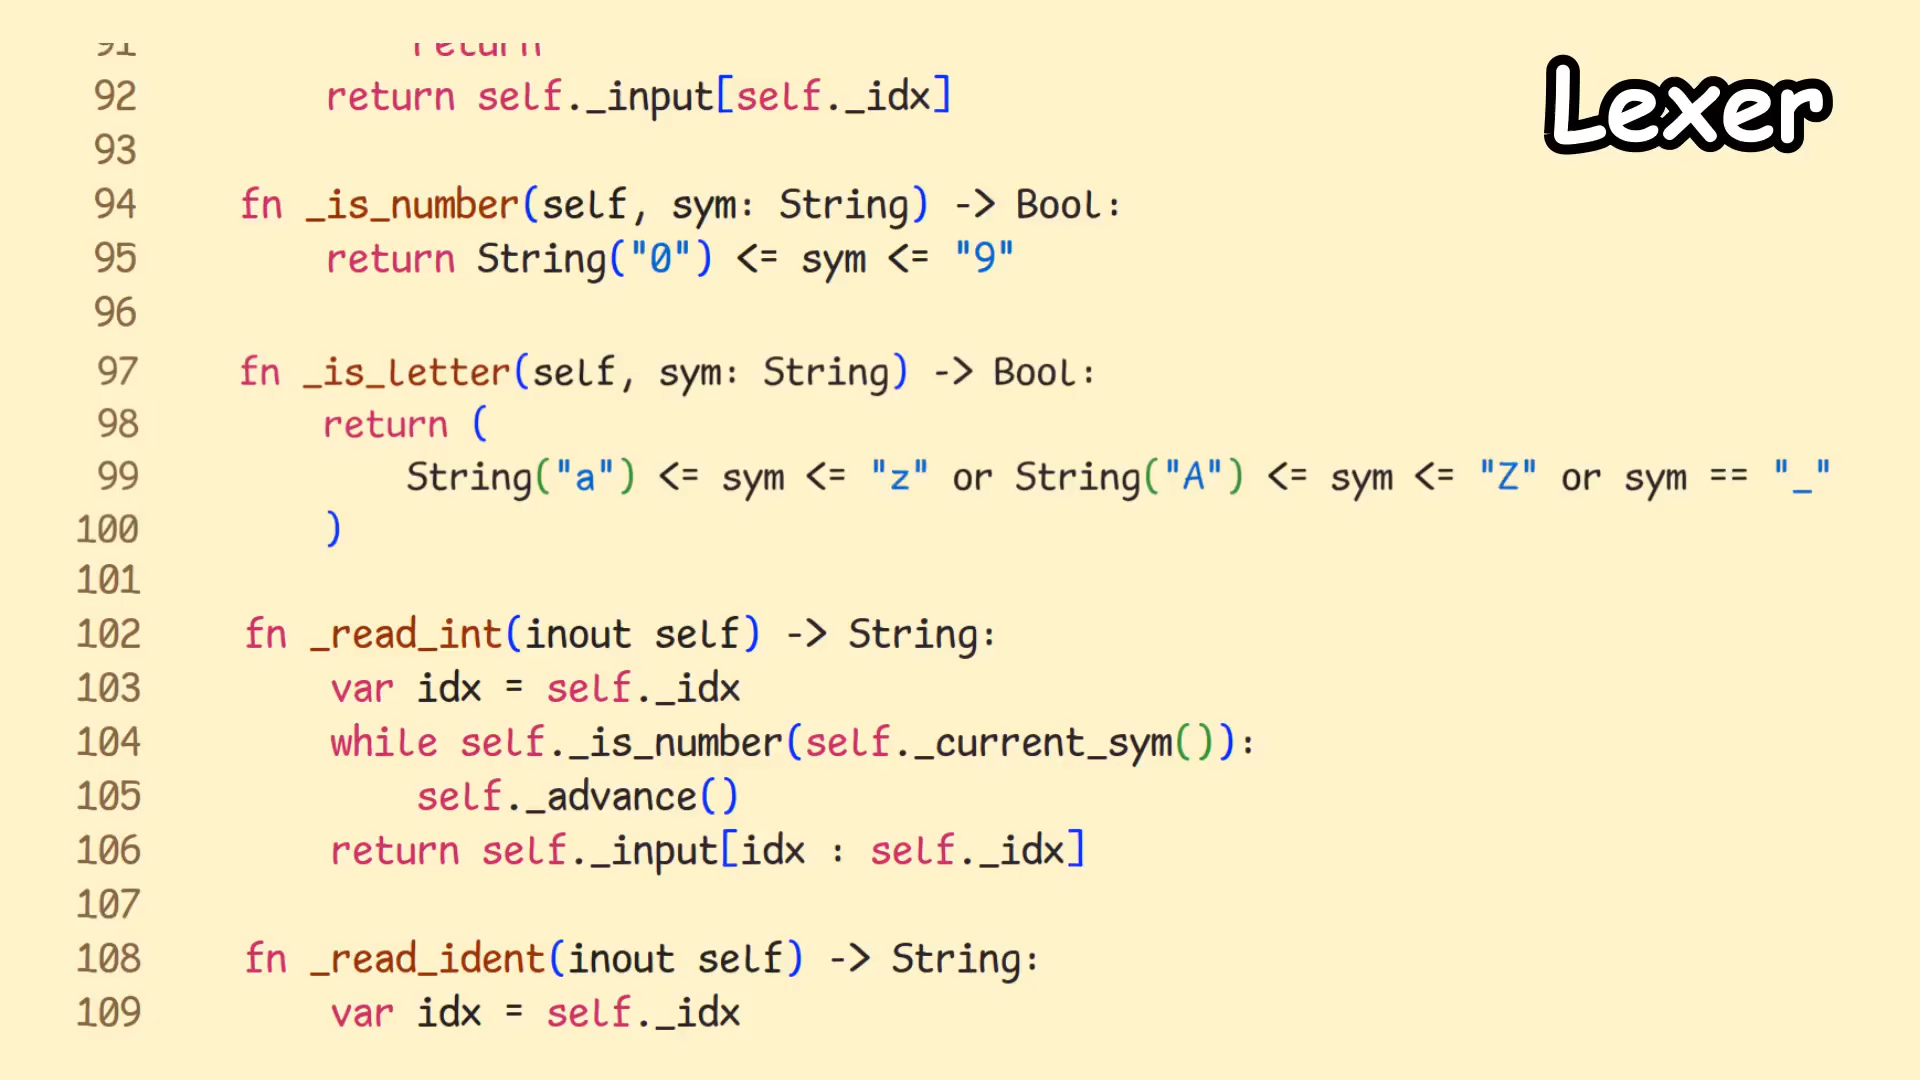 91 return
92 return self._input[self._idx]
Lexer
93
94 fn _is_number(self, sym: String) -> Bool:
95 return String("0") <= sym <= "9"
96
97 fn _is_letter(self, sym: String) -> Bool:
98 return (
99 String("a") <= sym <= "z" or String("A") <= sym <= "Z" or sym == "_"
100 )
101
102 fn _read_int(inout self) -> String:
103 var idx = self._idx
104 while self._is_number(self._current_sym()):
105 self._advance()
106 return self._input[idx : self._idx]
107
108 fn _read_ident(inout self) -> String:
109 var idx = self._idx